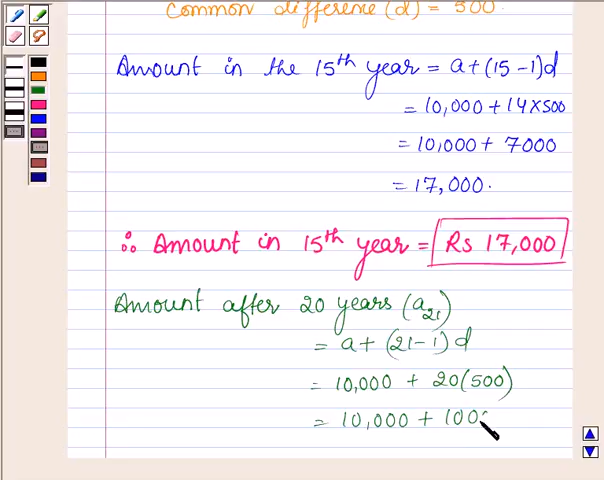 Common difference (d) = 500.
Amount in the 15th year = a + (15 - 1)d
= 10,000 + 14 × 500
= 10,000 + 7000
= 17,000.
∴ Amount in 15th year = Rs 17,000
Amount after 20 years (a21)
= a + (21 - 1) d
= 10,000 + 20(500)
= 10,000 + 100